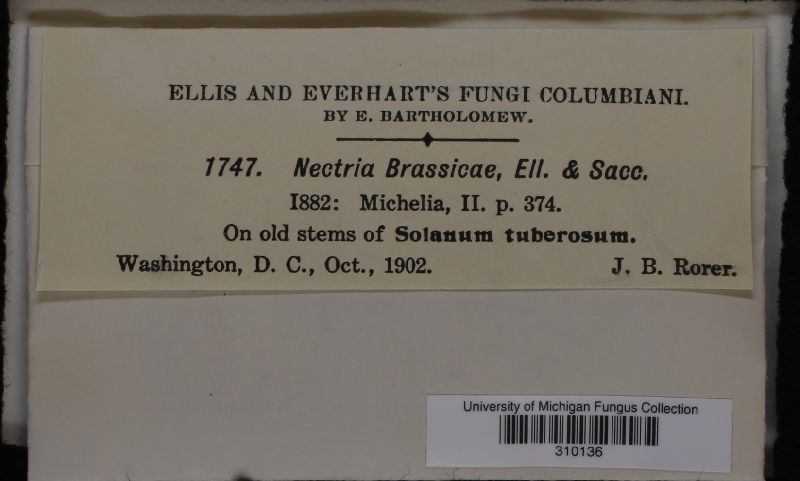 ELLIS AND EVERHART'S FUNGI COLUMBIANI.
BY E. BARTHOLOMEW.
1747. Nectria Brassicae, Ell. & Sacc.
I882: Michelia, II. p. 374.
On old stems of Solanum tuberosum.
Washington, D. C., Oct., 1902. J. B. Rorer.
University of Michigan Fungus Collection
310136